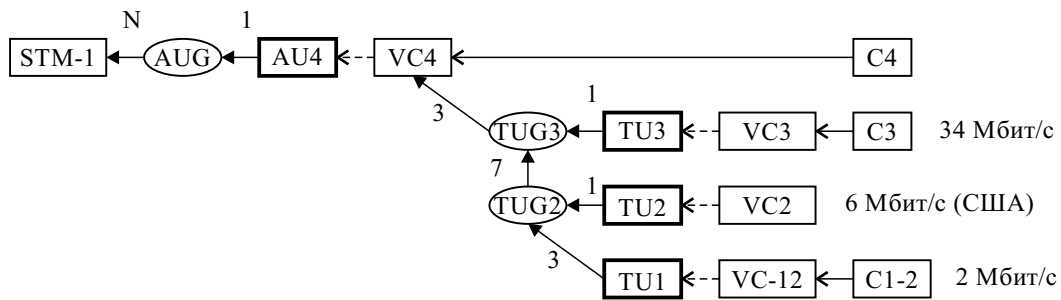 N 1
STM-1 AUG AU4 VC4 C4
3 1
TUG3 TU3 VC3 C3 34 Мбит/с
7 1
TUG2 TU2 VC2 6 Мбит/с (США)
3
TU1 VC-12 C1-2 2 Мбит/с